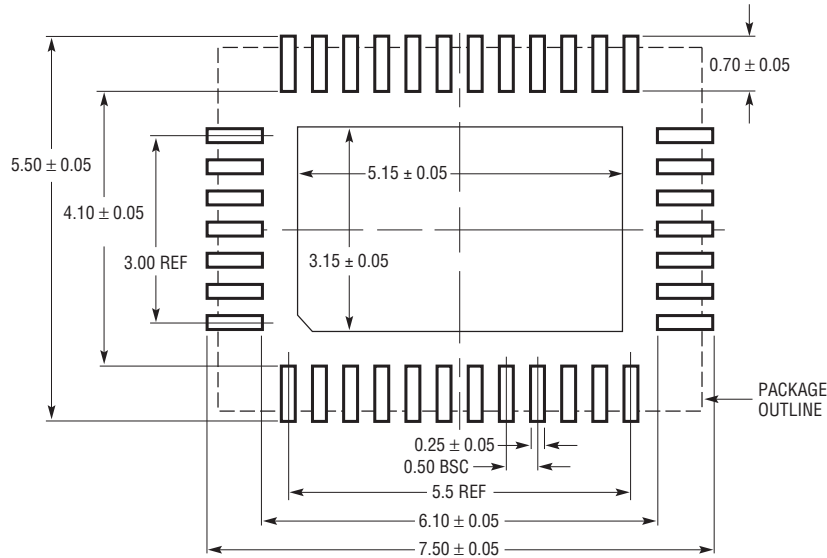 0.70 ± 0.05
5.50 ± 0.05
5.15 ± 0.05
4.10 ± 0.05
3.00 REF
3.15 ± 0.05
PACKAGE
OUTLINE
0.25 ± 0.05
0.50 BSC
5.5 REF
6.10 ± 0.05
7.50 ± 0.05